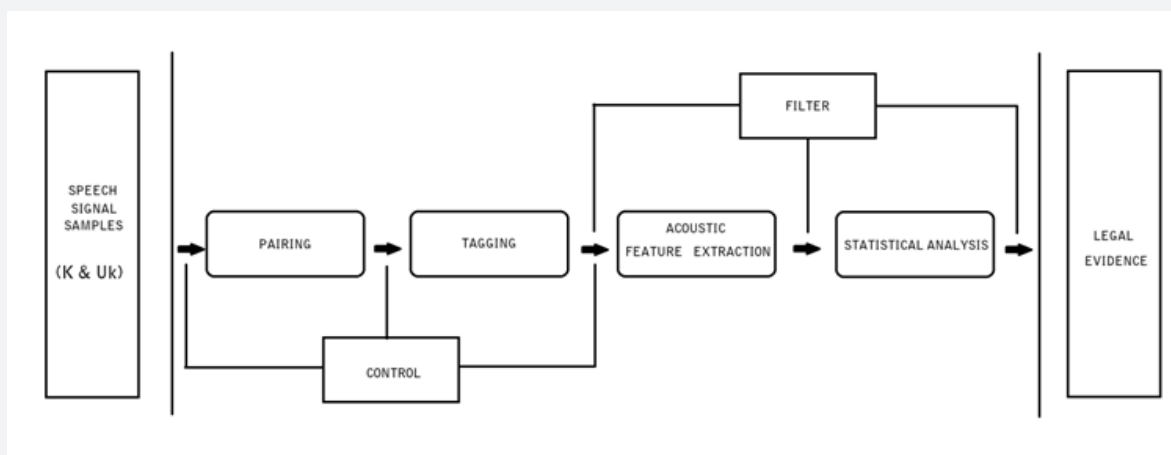 SPEECH
SIGNAL
SAMPLES
(K & Uk)
PAIRING
TAGGING
CONTROL
FILTER
ACOUSTIC
FEATURE EXTRACTION
STATISTICAL ANALYSIS
LEGAL
EVIDENCE